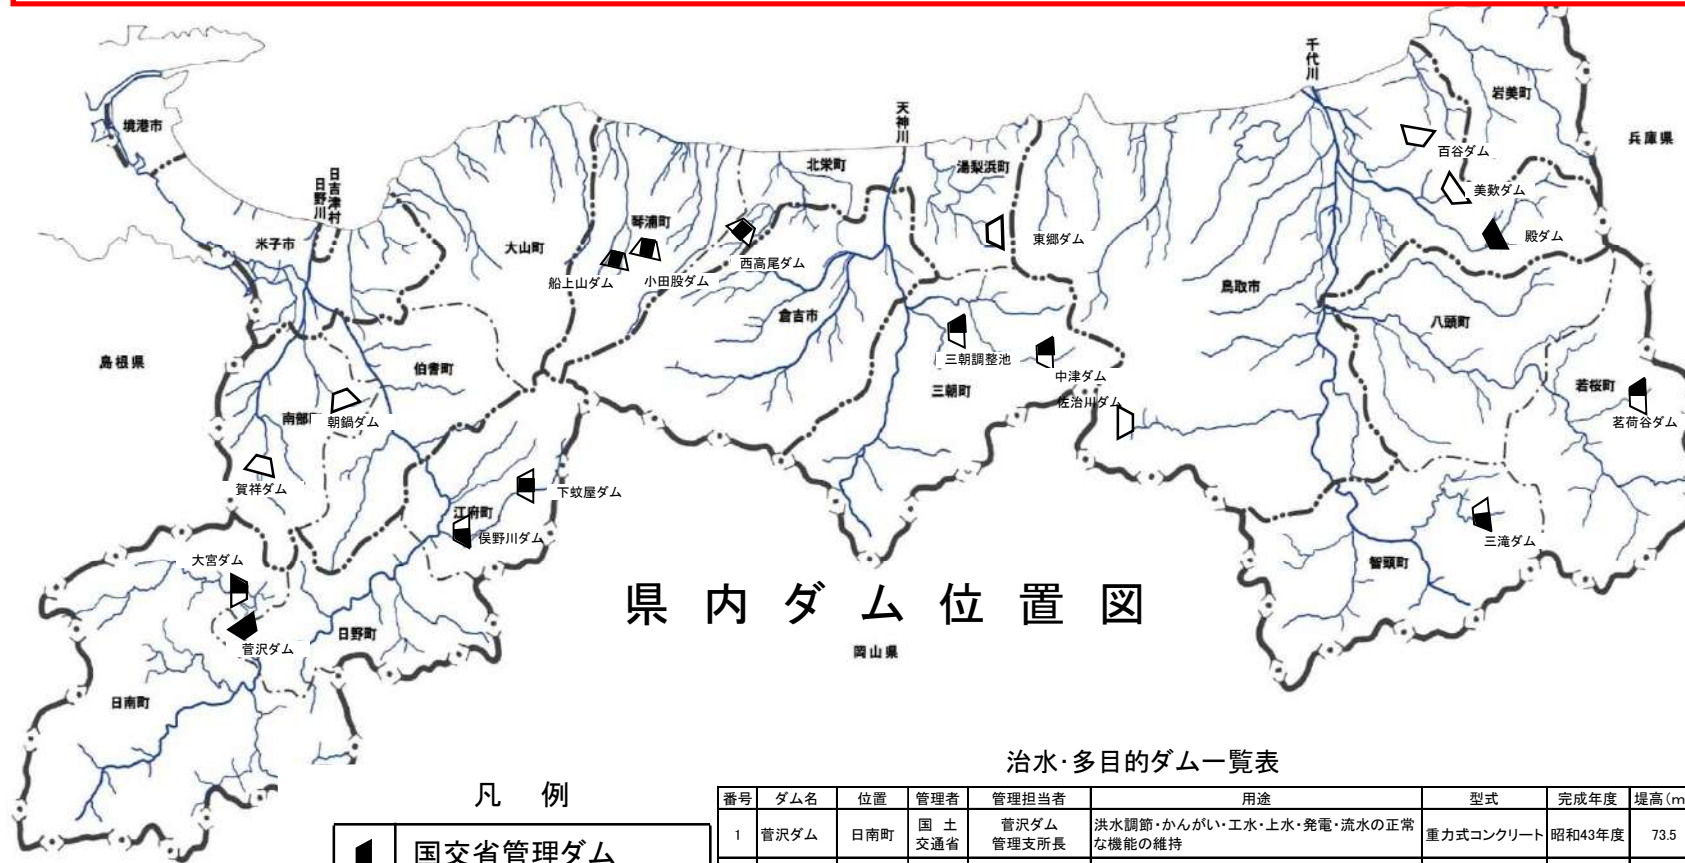 千代川
岩美町
兵庫県
境港市
天神川
百谷ダム
北栄町
湯梨浜町
美歎ダム
日吉津村
日野川
米子市
大山町
琴浦町
東郷ダム
殿ダム
西高尾ダム
船上山ダム
小田股ダム
倉吉市
鳥取市
八頭町
島根県
伯耆町
三朝調整池
中津ダム
三朝町
若桜町
南部
朝鍋ダム
佐治川ダム
茗荷谷ダム
賀祥ダム
下蚊屋ダム
江府町
俣野川ダム
三滝ダム
大宮ダム
智頭町
県内ダム位置図
菅沢ダム
日野町
岡山県
日南町
治水・多目的ダム一覧表
凡 例
国交省管理ダム
番号 ダム名 位置 管理者 管理担当者 用途 型式 完成年度 堤高(m
1 菅沢ダム 日南町 国 土 交通省 菅沢ダム 管理支所長 洪水調節・かんがい・工水・上水・発電・流水の正常な機能の維持 重力式コンクリート 昭和43年度 73.5